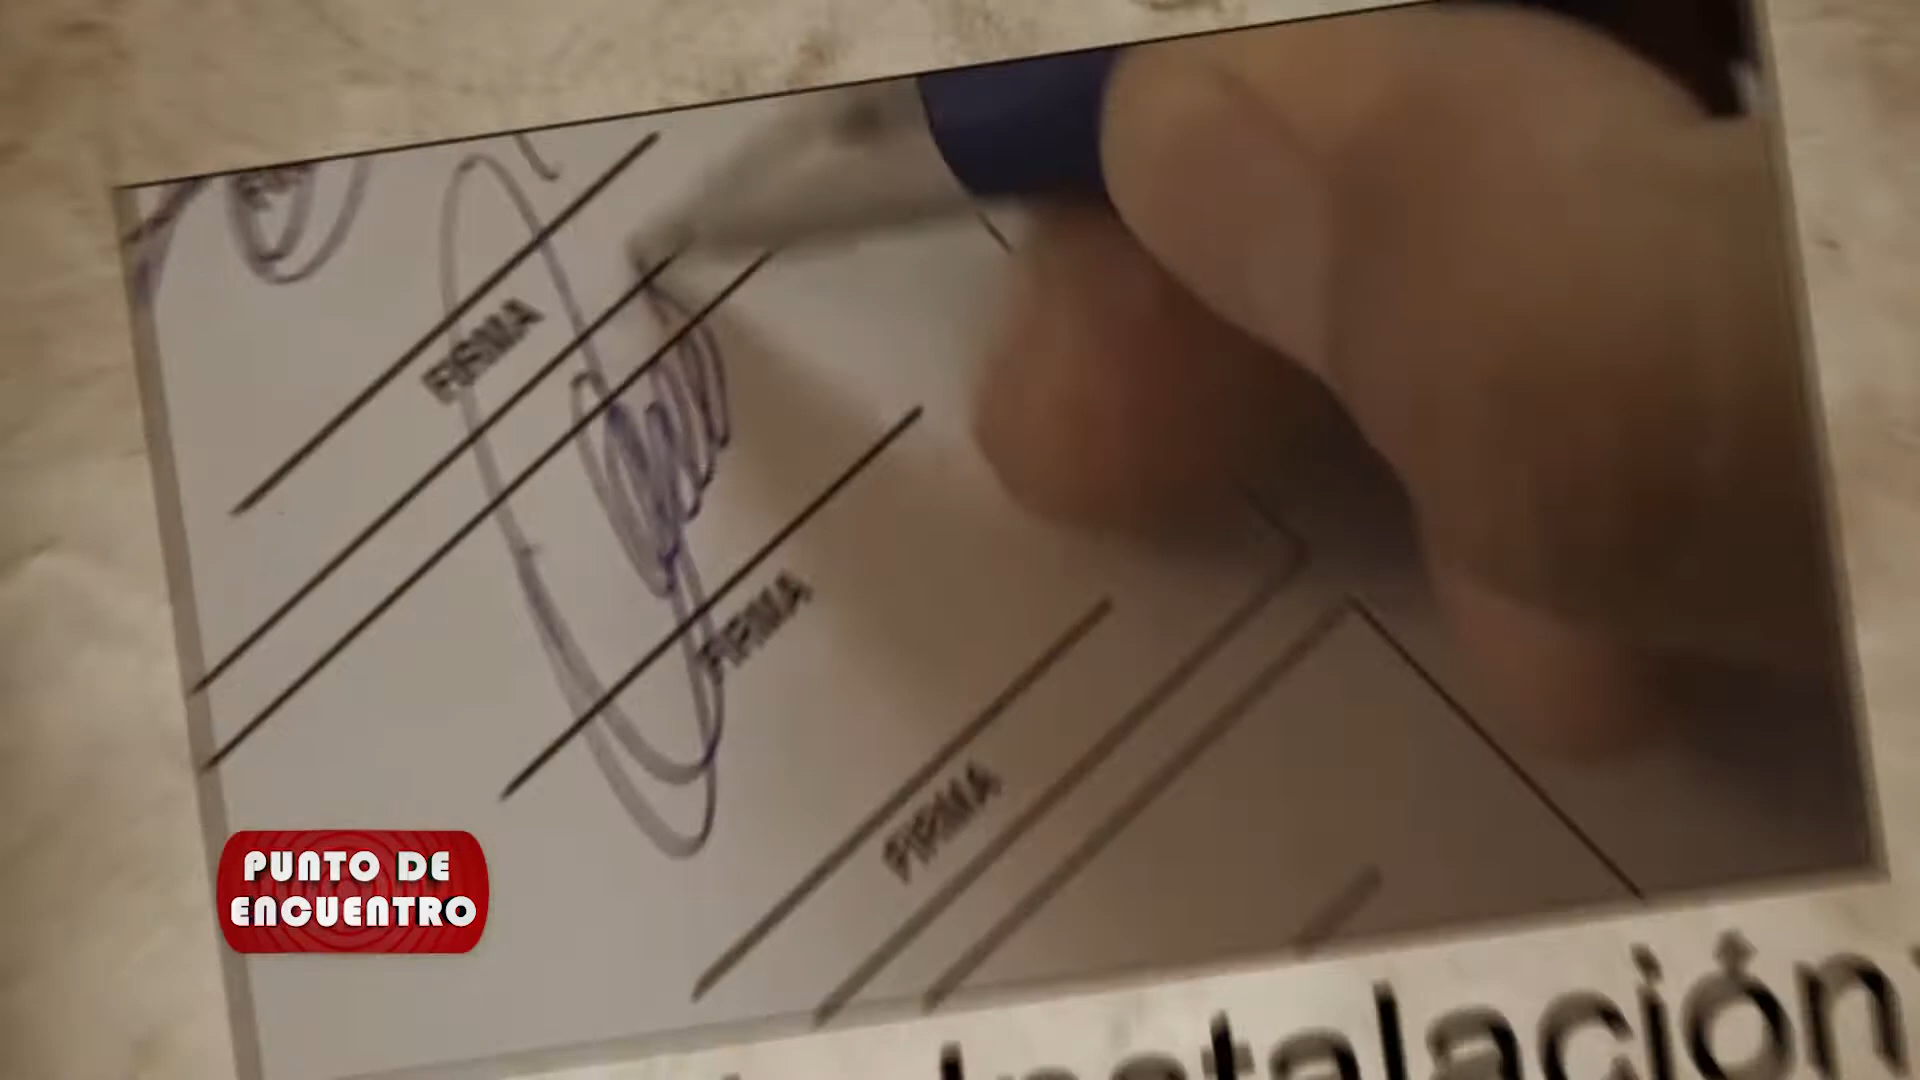 FIRMA
FIRMA
FIRMA
PUNTO DE
ENCUENTRO
Instalación